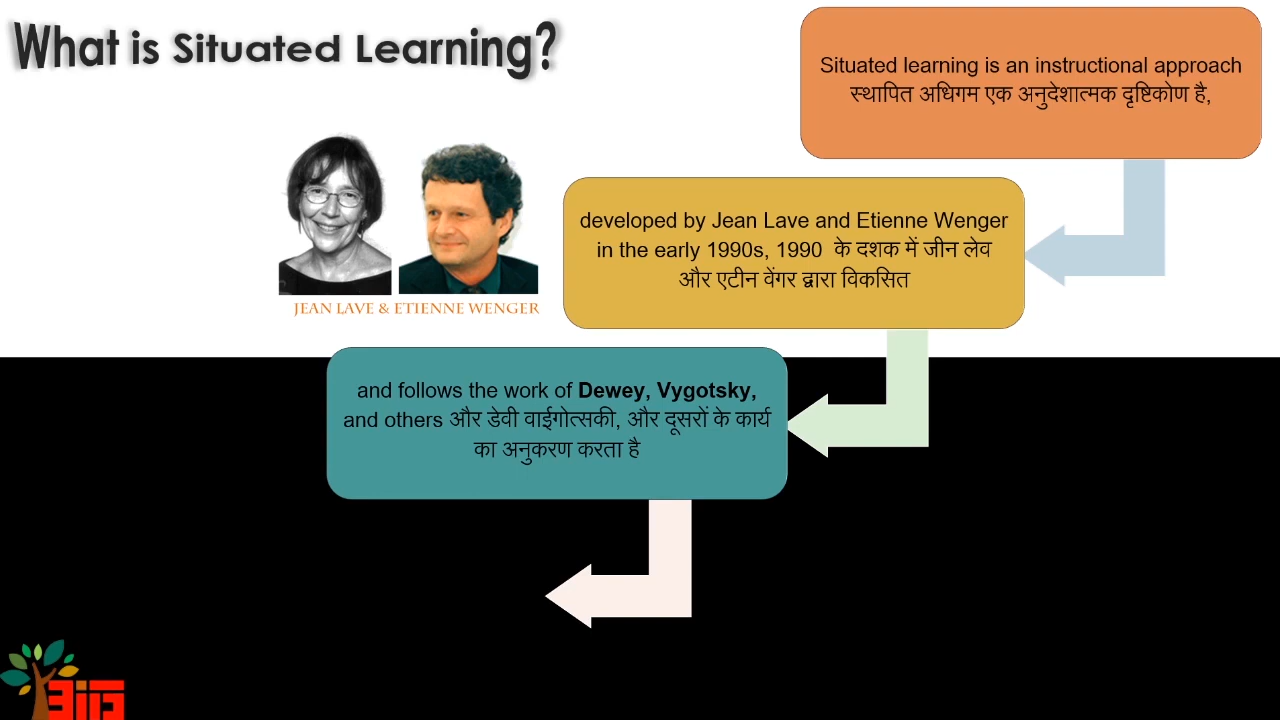 What is Situated Learning?
Situated learning is an instructional approach
स्थापित अधिगम एक अनुदेशात्मक दृष्टिकोण है,
developed by Jean Lave and Etienne Wenger
in the early 1990s, 1990 के दशक में जीन लेव
और एटीन वेंगर द्वारा विकसित
JEAN LAVE & ETIENNE WENGER
and follows the work of Dewey, Vygotsky,
and others और डेवी वाईगोत्सकी, और दूसरों के कार्य
का अनुकरण करता है